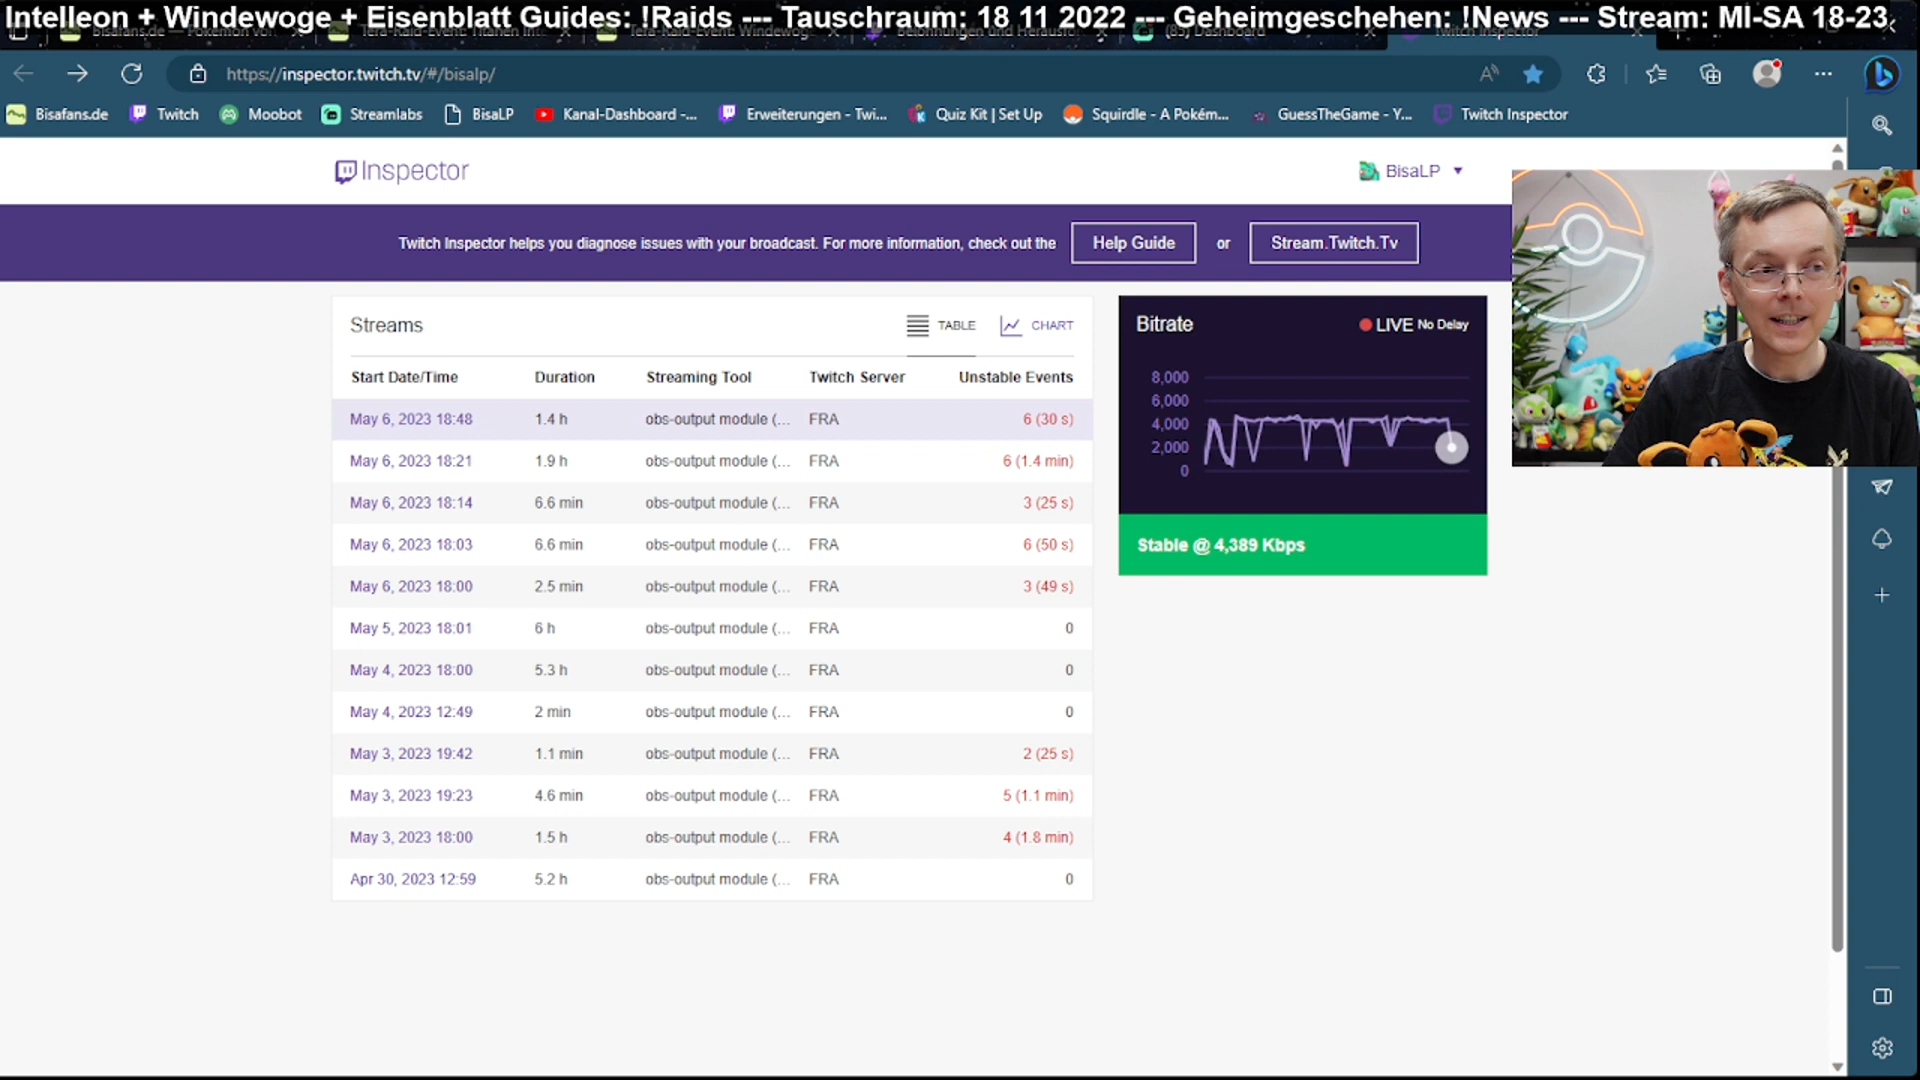 Intelleon + Windewoge + Eisenblatt Guides: !Raids --- Tauschraum: 18 11 2022 --- Geheimgeschehen: !News --- Stream: MI-SA 18-23
(85) Dashboard
Twitch Inspector
https://inspector.twitch.tv/#/bisalp/
Bisafans.de Twitch Moobot Streamlabs BisaLP Kanal-Dashboard -... Erweiterungen - Twi... Quiz Kit | Set Up Squirdle - A Pokém... GuessTheGame - Y... Twitch Inspector
Inspector
BisaLP
Twitch Inspector helps you diagnose issues with your broadcast. For more information, check out the Help Guide or Stream.Twitch.Tv
Streams TABLE CHART
Start Date/Time Duration Streaming Tool Twitch Server Unstable Events
May 6, 2023 18:48 1.4 h obs-output module (... FRA 6 (30 s)
May 6, 2023 18:21 1.9 h obs-output module (... FRA 6 (1.4 min)
May 6, 2023 18:14 6.6 min obs-output module (... FRA 3 (25 s)
May 6, 2023 18:03 6.6 min obs-output module (... FRA 6 (50 s)
May 6, 2023 18:00 2.5 min obs-output module (... FRA 3 (49 s)
May 5, 2023 18:01 6 h obs-output module (... FRA 0
May 4, 2023 18:00 5.3 h obs-output module (... FRA 0
May 4, 2023 12:49 2 min obs-output module (... FRA 0
May 3, 2023 19:42 1.1 min obs-output module (... FRA 2 (25 s)
May 3, 2023 19:23 4.6 min obs-output module (... FRA 5 (1.1 min)
May 3, 2023 18:00 1.5 h obs-output module (... FRA 4 (1.8 min)
Apr 30, 2023 12:59 5.2 h obs-output module (... FRA 0
Bitrate LIVE No Delay
8,000
6,000
4,000
2,000
0
Stable @ 4,389 Kbps